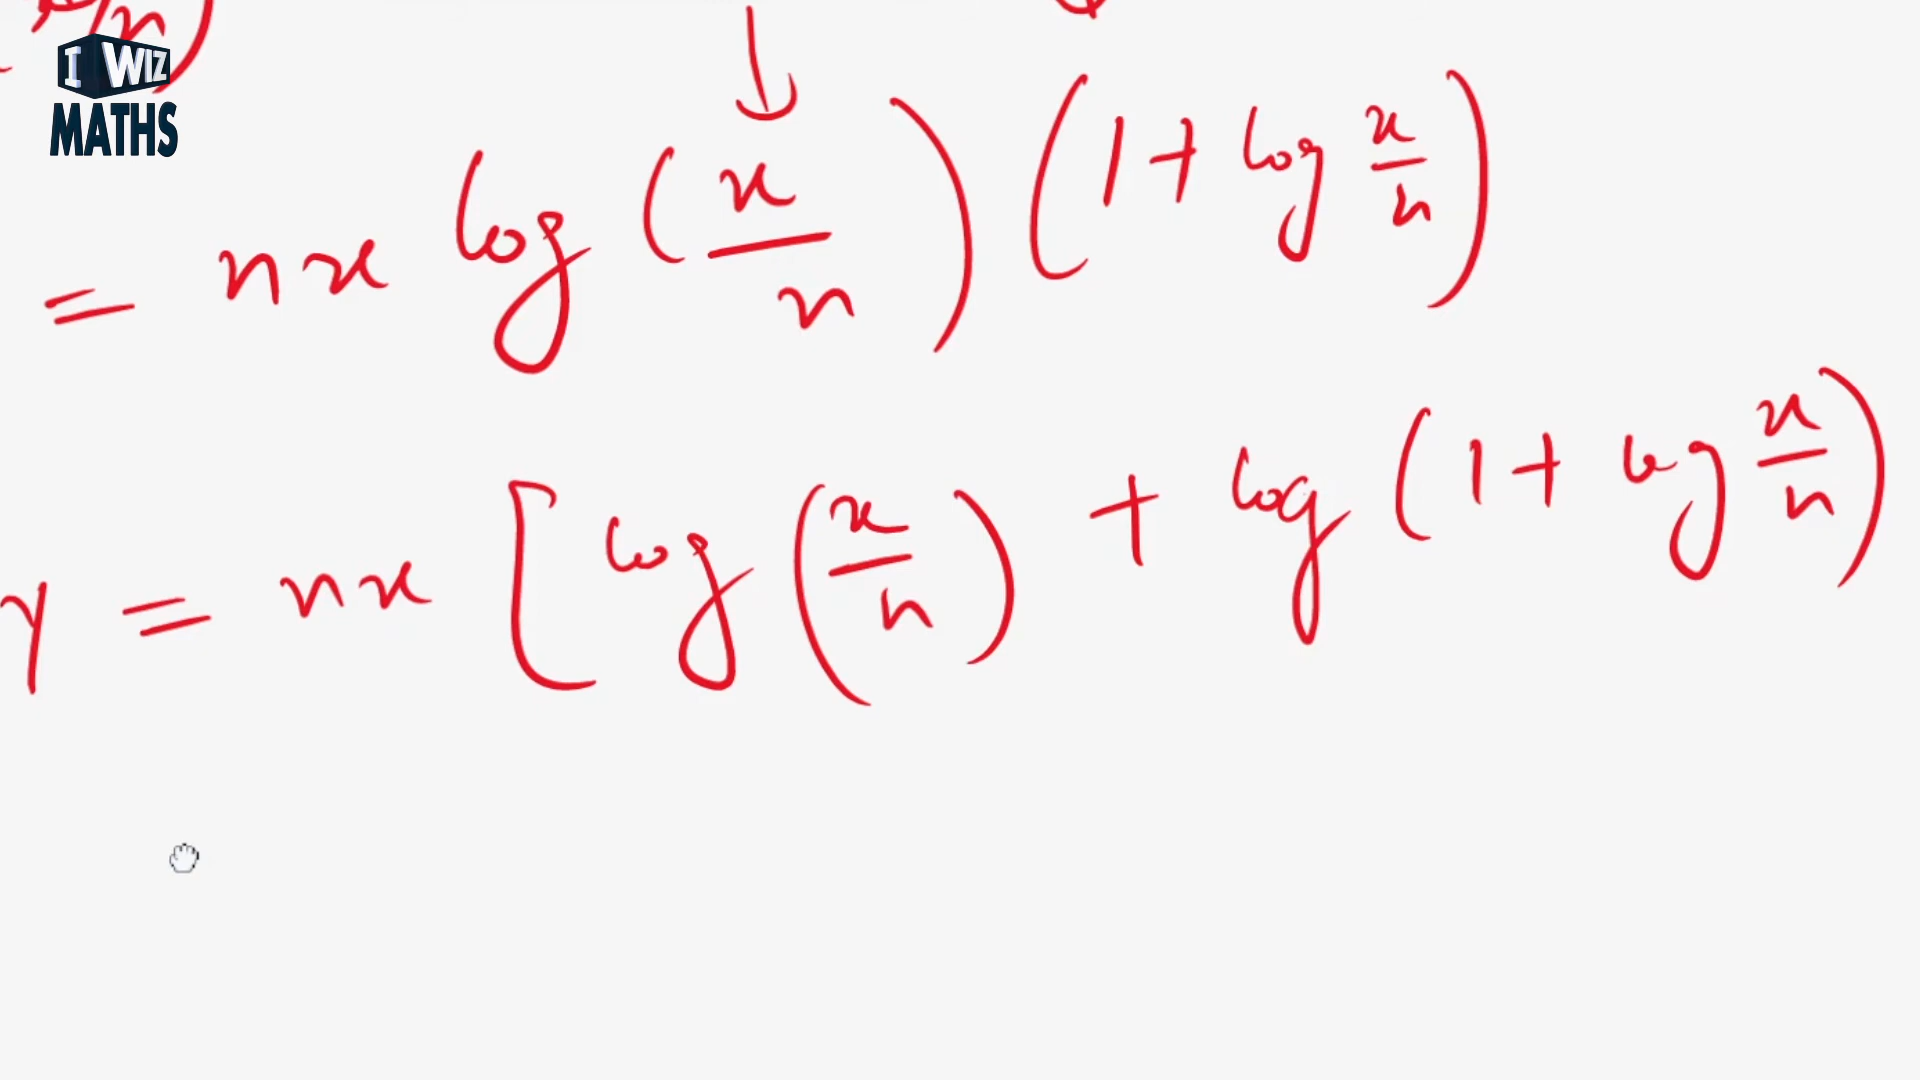 I WIZ
MATHS
x/n)
= nx log (x/n) (1 + log x/n)
y = nx [log (x/n) + log (1 + log x/n)